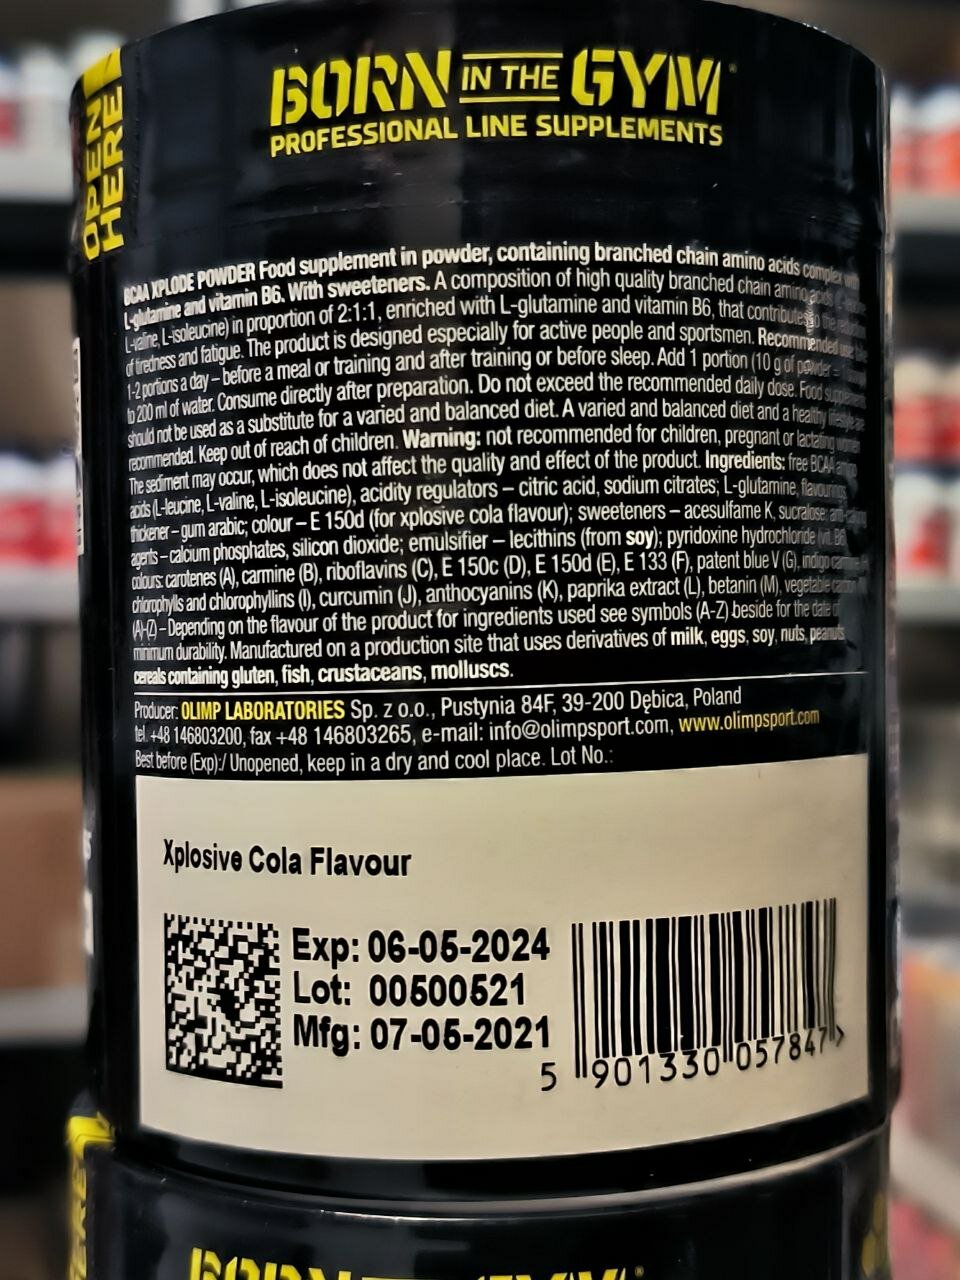 OPEN
HERE
BORN IN THE GYM®
PROFESSIONAL LINE SUPPLEMENTS
BCAA XPLODE POWDER Food supplement in powder, containing branched chain amino acids complex with
L-glutamine and vitamin B6. With sweeteners. A composition of high quality branched chain amino acids
L-valine, L-isoleucine) in proportion of 2:1:1, enriched with L-glutamine and vitamin B6, that contributes to the reduction
of tiredness and fatigue. The product is designed especially for active people and sportsmen. Recommended use: take
1-2 portions a day – before a meal or training and after training or before sleep. Add 1 portion (10 g of powder =
to 200 ml of water. Consume directly after preparation. Do not exceed the recommended daily dose. Food supplements
should not be used as a substitute for a varied and balanced diet. A varied and balanced diet and a healthy lifestyle are
recommended. Keep out of reach of children. Warning: not recommended for children, pregnant or lactating women
The sediment may occur, which does not affect the quality and effect of the product. Ingredients: free BCAA amino
acids (L-leucine, L-valine, L-isoleucine), acidity regulators – citric acid, sodium citrates; L-glutamine, flavourings,
thickener – gum arabic; colour – E 150d (for xplosive cola flavour); sweeteners – acesulfame K, sucralose; anti-caking
agents – calcium phosphates, silicon dioxide; emulsifier – lecithins (from soy); pyridoxine hydrochloride (vit. B6)
colours: carotenes (A), carmine (B), riboflavins (C), E 150c (D), E 150d (E), E 133 (F), patent blue V (G), indigo carmine
chlorophylls and chlorophyllins (I), curcumin (J), anthocyanins (K), paprika extract (L), betanin (M), vegetable carbon
(A)-(Z) – Depending on the flavour of the product for ingredients used see symbols (A-Z) beside for the date of
minimum durability. Manufactured on a production site that uses derivatives of milk, eggs, soy, nuts, peanuts,
cereals containing gluten, fish, crustaceans, molluscs.
Producer: OLIMP LABORATORIES Sp. z o.o., Pustynia 84F, 39-200 Dębica, Poland
tel. +48 146803200, fax +48 146803265, e-mail: info@olimpsport.com, www.olimpsport.com
Best before (Exp):/ Unopened, keep in a dry and cool place. Lot No.:
Xplosive Cola Flavour
Exp: 06-05-2024
Lot: 00500521
Mfg: 07-05-2021
5 901330 057847 >